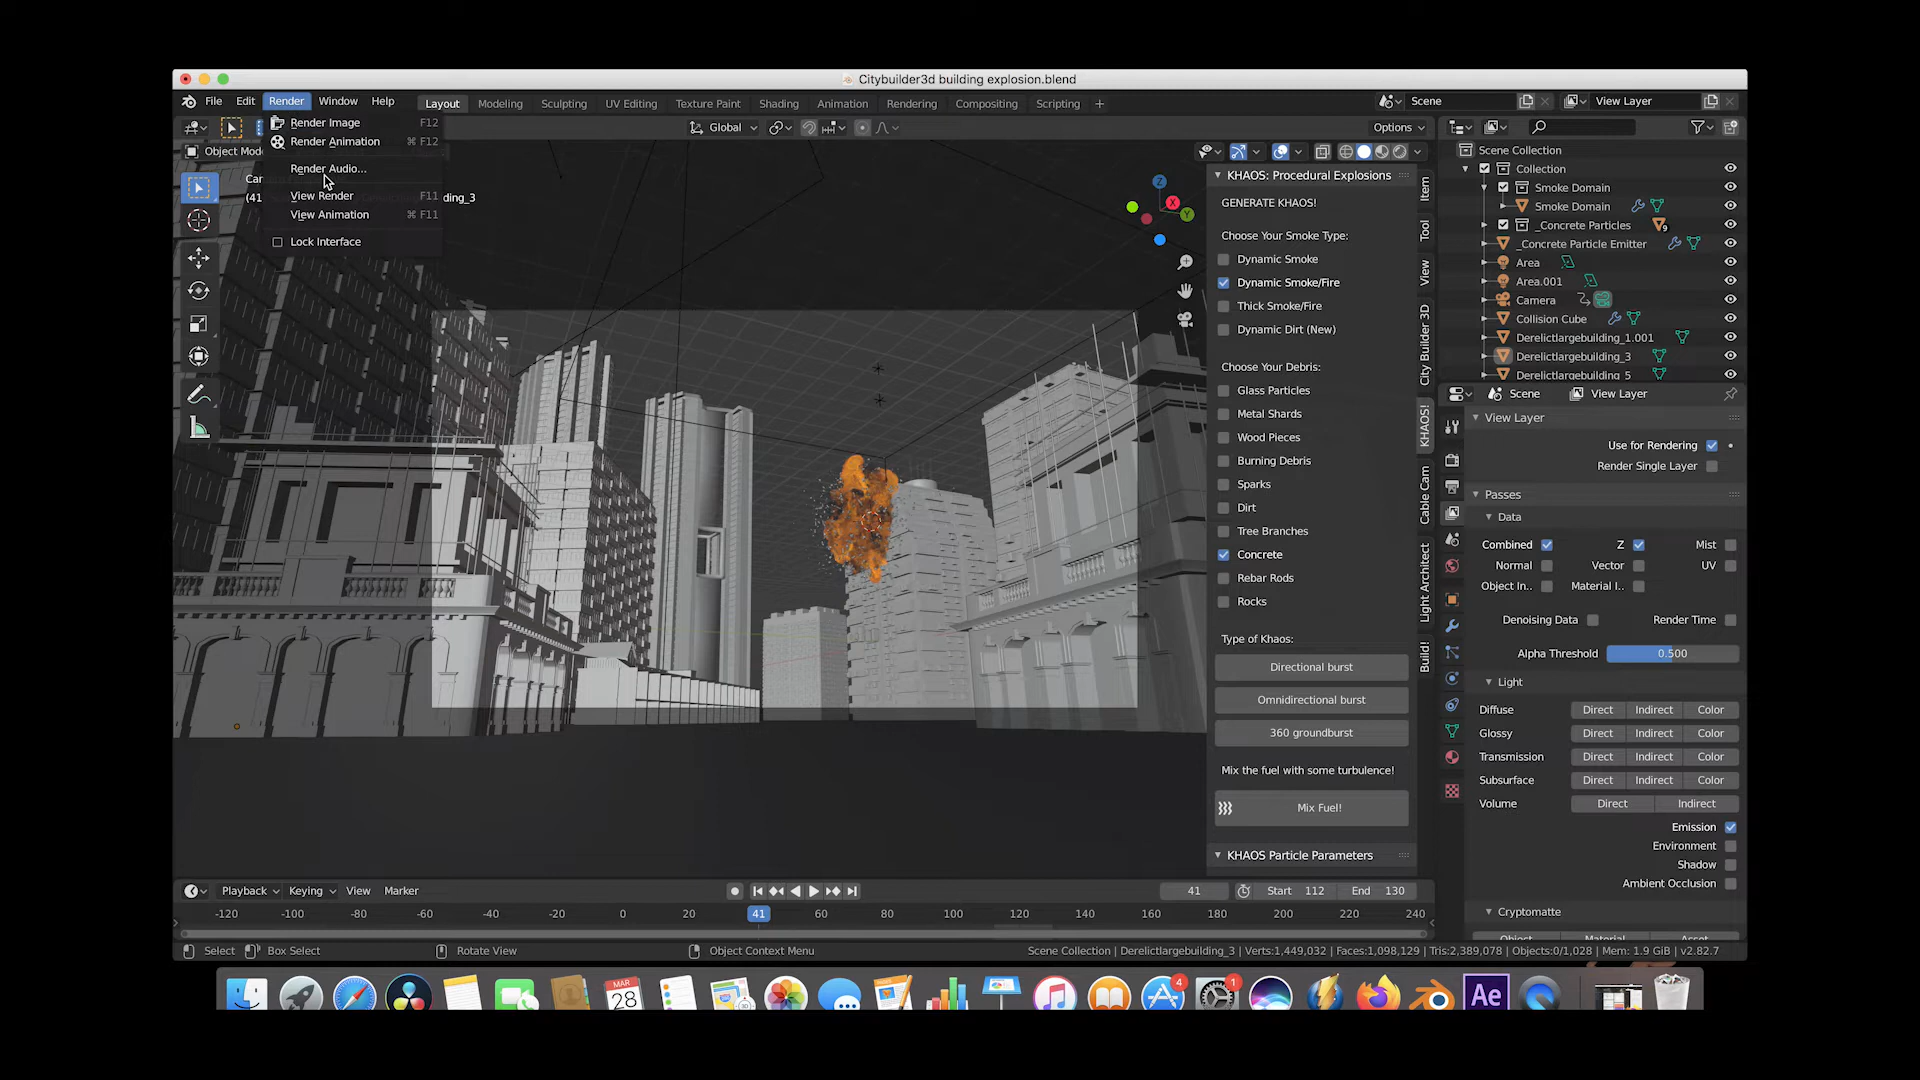 Citybuilder3d building explosion.blend
File Edit Render Window Help Layout Modeling Sculpting UV Editing Texture Paint Shading Animation Rendering Compositing Scripting + Scene View Layer
Global Options
Render Image F12
Render Animation ⌘ F12
Render Audio...
View Render F11
View Animation ⌘ F11
Lock Interface
Object Mod
Ca
(41
ding_3
KHAOS: Procedural Explosions
GENERATE KHAOS!
Choose Your Smoke Type:
Dynamic Smoke
Dynamic Smoke/Fire
Thick Smoke/Fire
Dynamic Dirt (New)
Choose Your Debris:
Glass Particles
Metal Shards
Wood Pieces
Burning Debris
Sparks
Dirt
Tree Branches
Concrete
Rebar Rods
Rocks
Type of Khaos:
Directional burst
Omnidirectional burst
360 groundburst
Mix the fuel with some turbulence!
Mix Fuel!
KHAOS Particle Parameters
X
Y
Z
Item
Tool
View
City Builder 3D
KHAOS!
Cable Cam
Light Architect
Build!
Scene Collection
Collection
Smoke Domain
Smoke Domain
_Concrete Particles 9
_Concrete Particle Emitter
Area
Area.001
Camera
Collision Cube
Derelictlargebuilding_1.001
Derelictlargebuilding_3
Derelictlargebuilding_5
Scene View Layer
View Layer
Use for Rendering
Render Single Layer
Passes
Data
Combined Z Mist
Normal Vector UV
Object In.. Material I..
Denoising Data Render Time
Alpha Threshold 0.500
Light
Diffuse Direct Indirect Color
Glossy Direct Indirect Color
Transmission Direct Indirect Color
Subsurface Direct Indirect Color
Volume Direct Indirect
Emission
Environment
Shadow
Ambient Occlusion
Cryptomatte
Object Material Asset
Playback Keying View Marker 41 Start 112 End 130
-120 -100 -80 -60 -40 -20 0 20 41 60 80 100 120 140 160 180 200 220 240
Select Box Select Rotate View Object Context Menu Scene Collection | Derelictlargebuilding_3 | Verts:1,449,032 | Faces:1,098,129 | Tris:2,389,078 | Objects:0/1,028 | Mem: 1.9 GiB | v2.82.7
MAR
28
4
1
Ae